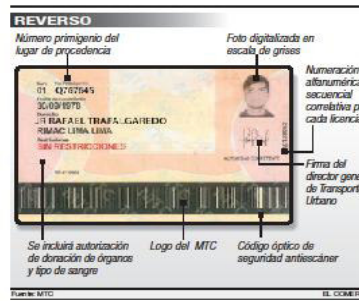 REVERSO
Número primigenio del
lugar de procedencia
Foto digitalizada en
escala de grises
Numeración
alfanumérica
secuencial
correlativa p
cada licencia
01 Q787645
30/09/1978
JR RAFAEL TRAFALGAREDO
RIMAC LIMA LIMA
SIN RESTRICCIONES
Firma del
director gene
de Transport
Urbano
Se incluirá autorización
de donación de órganos
y tipo de sangre
Logo del MTC
Código óptico de
seguridad antiescáner
Fuente: MTC
EL COMER